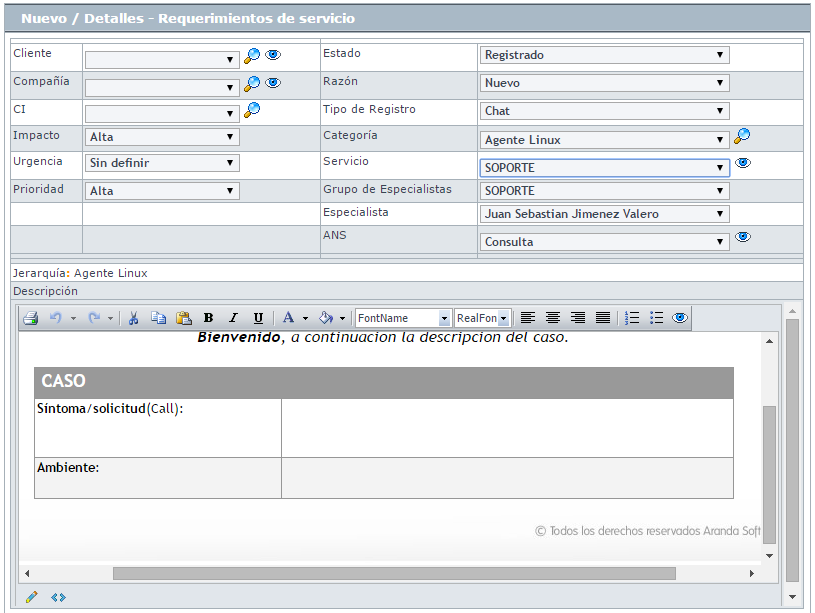 Nuevo / Detalles - Requerimientos de servicio
Cliente
Estado Registrado
Compañía
Razón Nuevo
CI
Tipo de Registro Chat
Impacto Alta
Categoría Agente Linux
Urgencia Sin definir
Servicio SOPORTE
Prioridad Alta
Grupo de Especialistas SOPORTE
Especialista Juan Sebastian Jimenez Valero
ANS Consulta
Jerarquía: Agente Linux
Descripción
B I U A FontName RealFon
Bienvenido, a continuacion la descripcion del caso.
CASO
Síntoma/solicitud(Call):
Ambiente:
© Todos los derechos reservados Aranda Soft